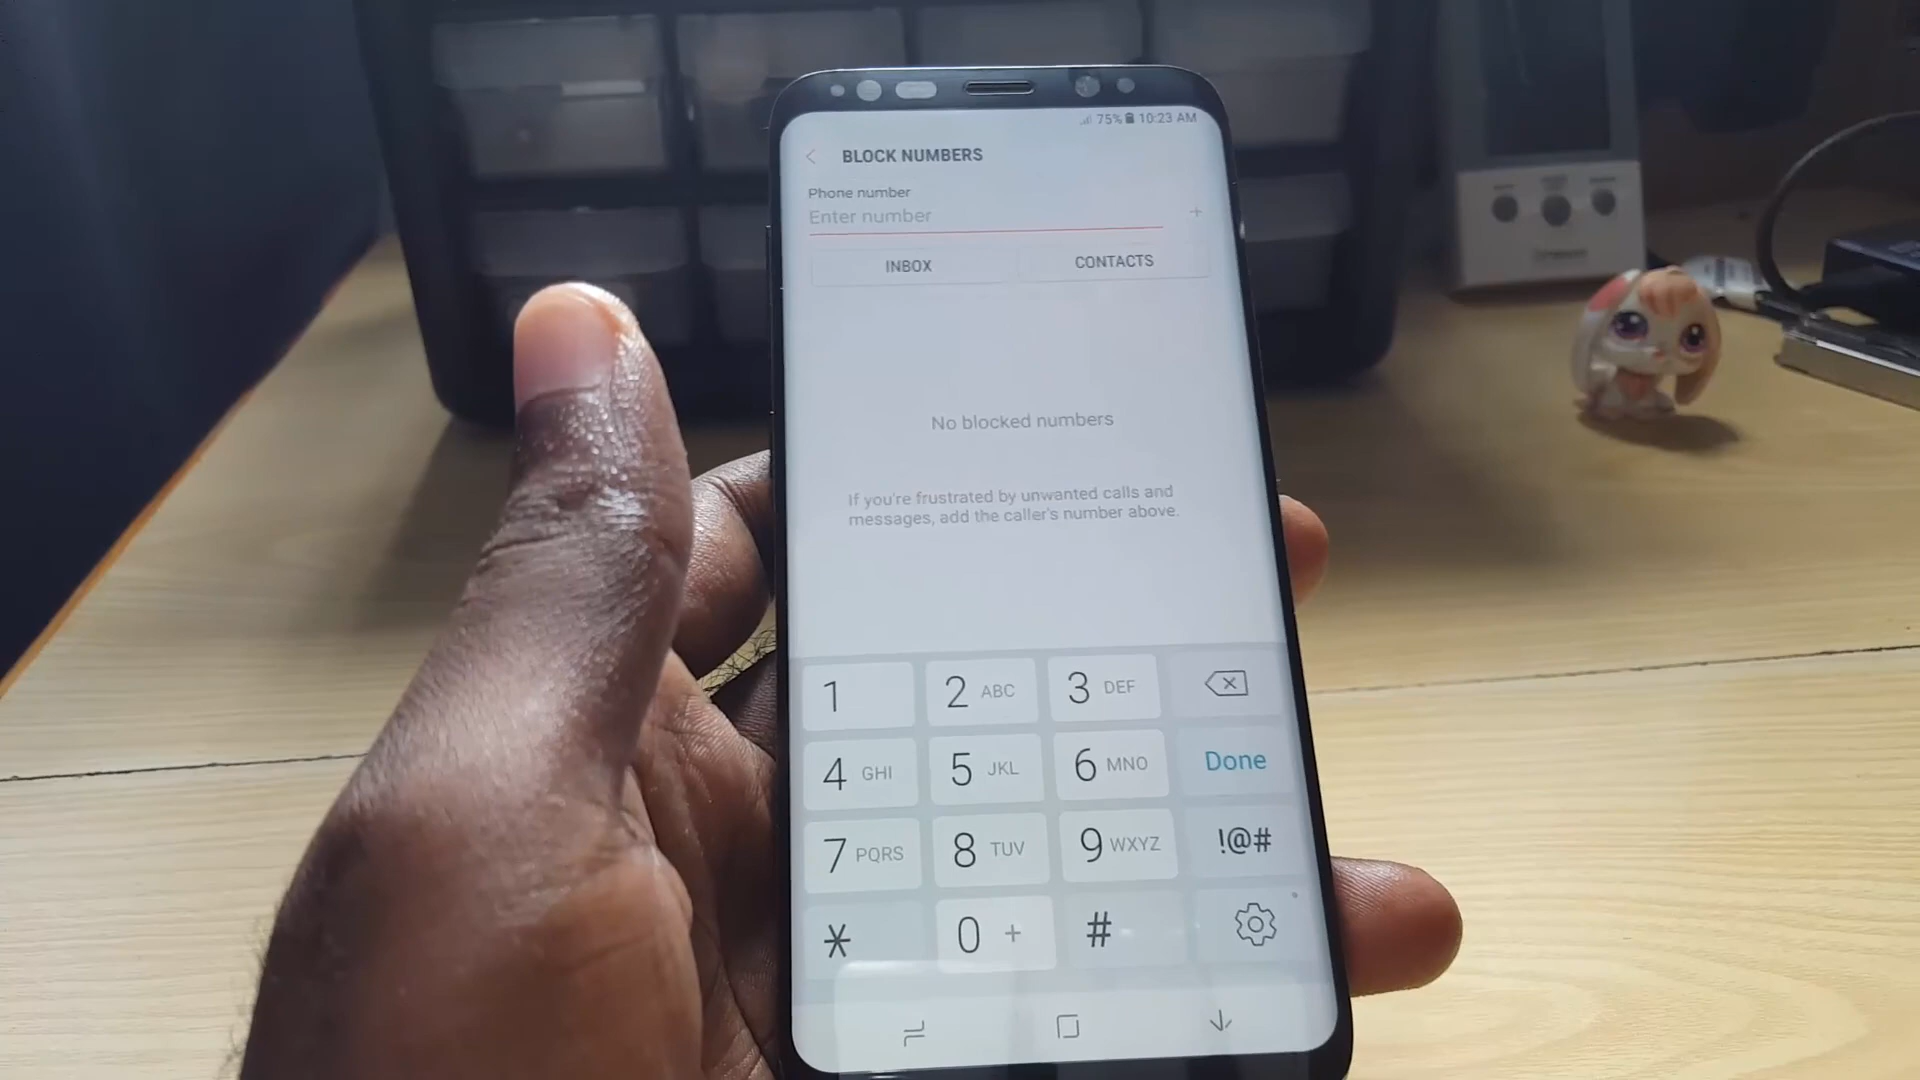 75% 10:23 AM
BLOCK NUMBERS
Phone number
Enter number
+
INBOX CONTACTS
No blocked numbers
If you're frustrated by unwanted calls and
messages, add the caller's number above.
1 2 ABC 3 DEF
4 GHI 5 JKL 6 MNO Done
7 PQRS 8 TUV 9 WXYZ !@#
* 0 + #